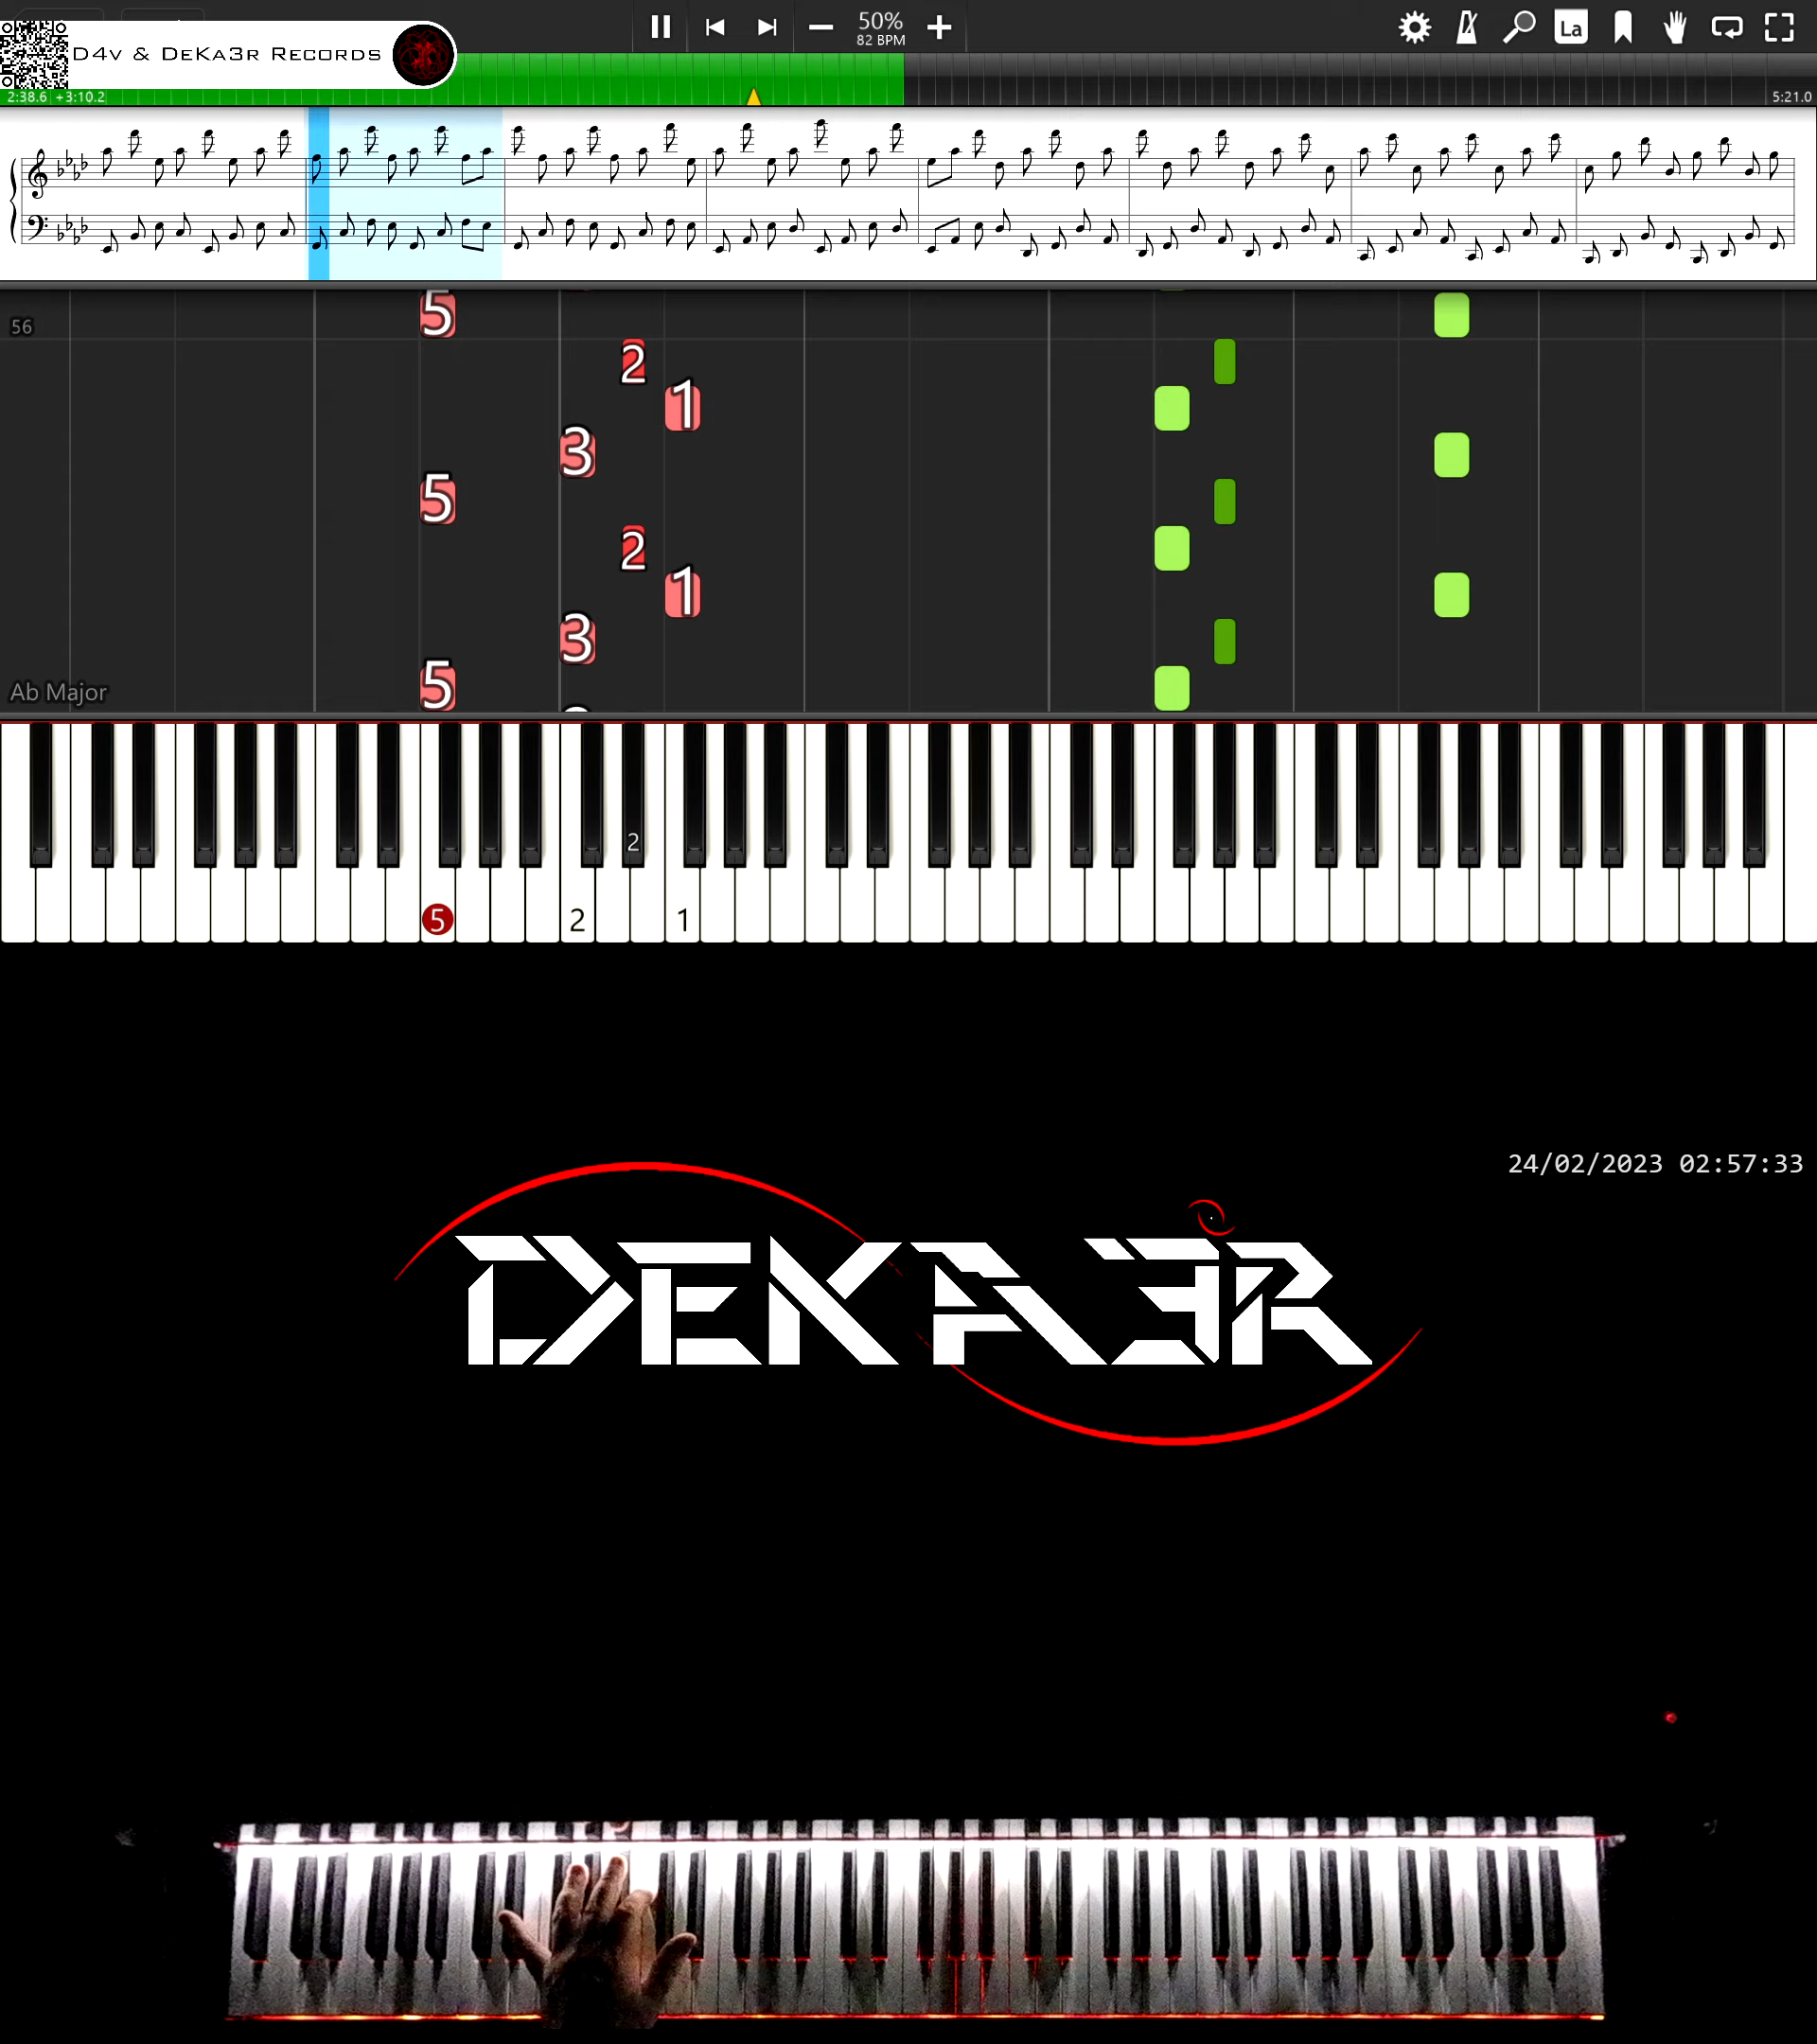 50%
82 BPM
La
D4v & DeKa3r Records
2:38.6 +3:10.2
5:21.0
5
56
2
1
3
5
2
1
3
5
Ab Major
2
5 2 1
24/02/2023 02:57:33
DEKA3R